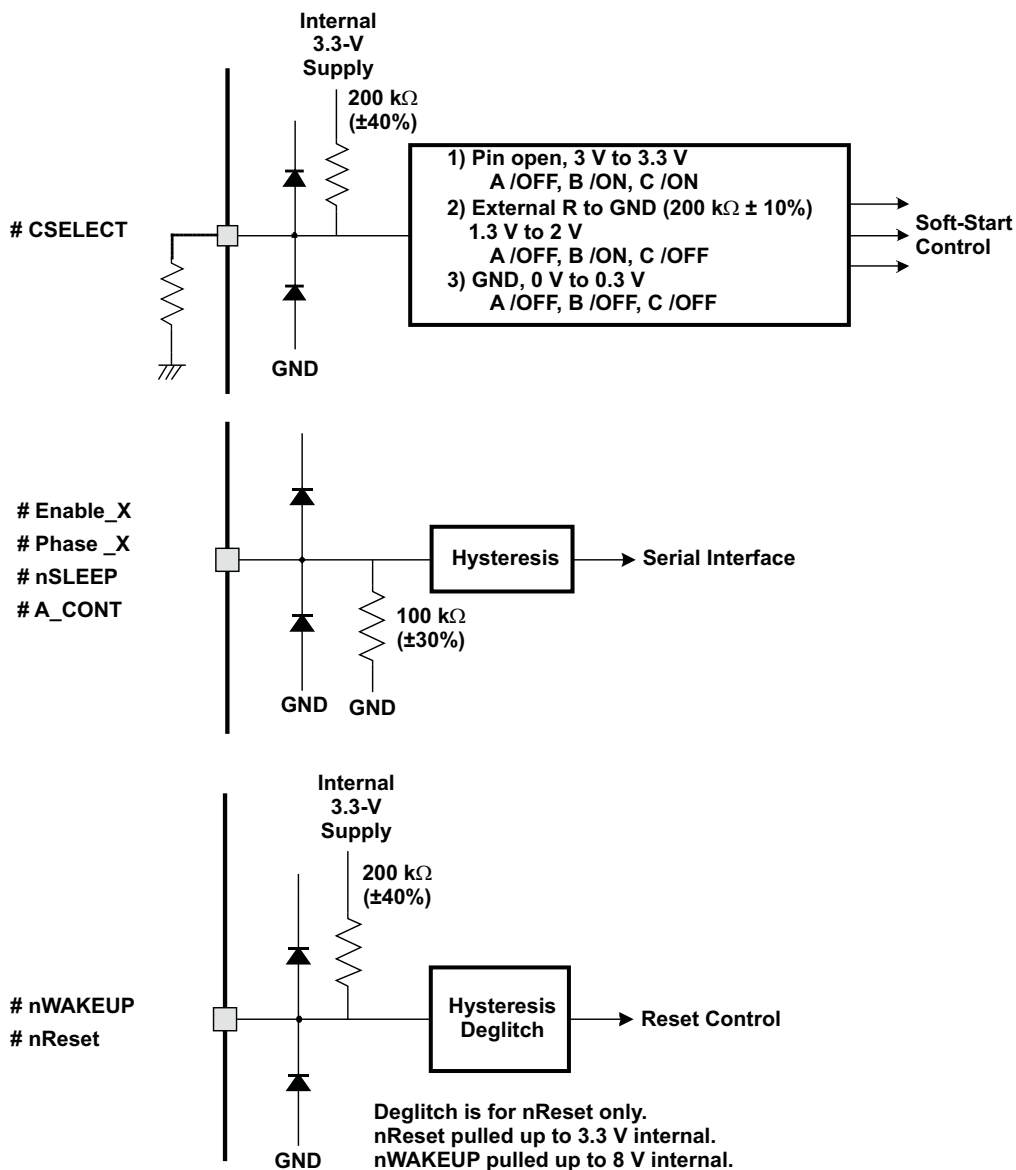 Internal
3.3-V
Supply
200 kΩ
(±40%)
# CSELECT
GND
1) Pin open, 3 V to 3.3 V
A /OFF, B /ON, C /ON
2) External R to GND (200 kΩ ± 10%)
1.3 V to 2 V
A /OFF, B /ON, C /OFF
3) GND, 0 V to 0.3 V
A /OFF, B /OFF, C /OFF
Soft-Start
Control
# Enable_X
# Phase _X
# nSLEEP
# A_CONT
100 kΩ
(±30%)
GND
GND
Hysteresis
Serial Interface
Internal
3.3-V
Supply
200 kΩ
(±40%)
# nWAKEUP
# nReset
Hysteresis
Deglitch
Reset Control
GND
Deglitch is for nReset only.
nReset pulled up to 3.3 V internal.
nWAKEUP pulled up to 8 V internal.